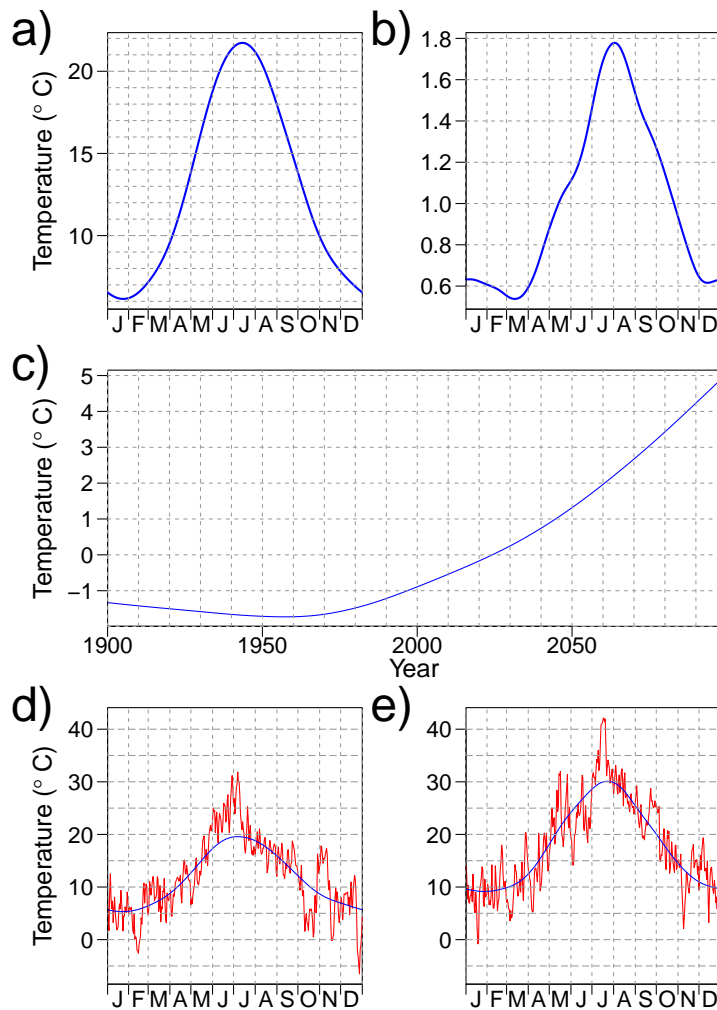 a)
Temperature (° C)
20
15
10
J F M A M J J A S O N D
b)
1.8
1.6
1.4
1.2
1.0
0.8
0.6
J F M A M J J A S O N D
c)
Temperature (° C)
5
4
3
2
1
0
−1
1900 1950 2000 2050
Year
d)
Temperature (° C)
40
30
20
10
0
J F M A M J J A S O N D
e)
40
30
20
10
0
J F M A M J J A S O N D